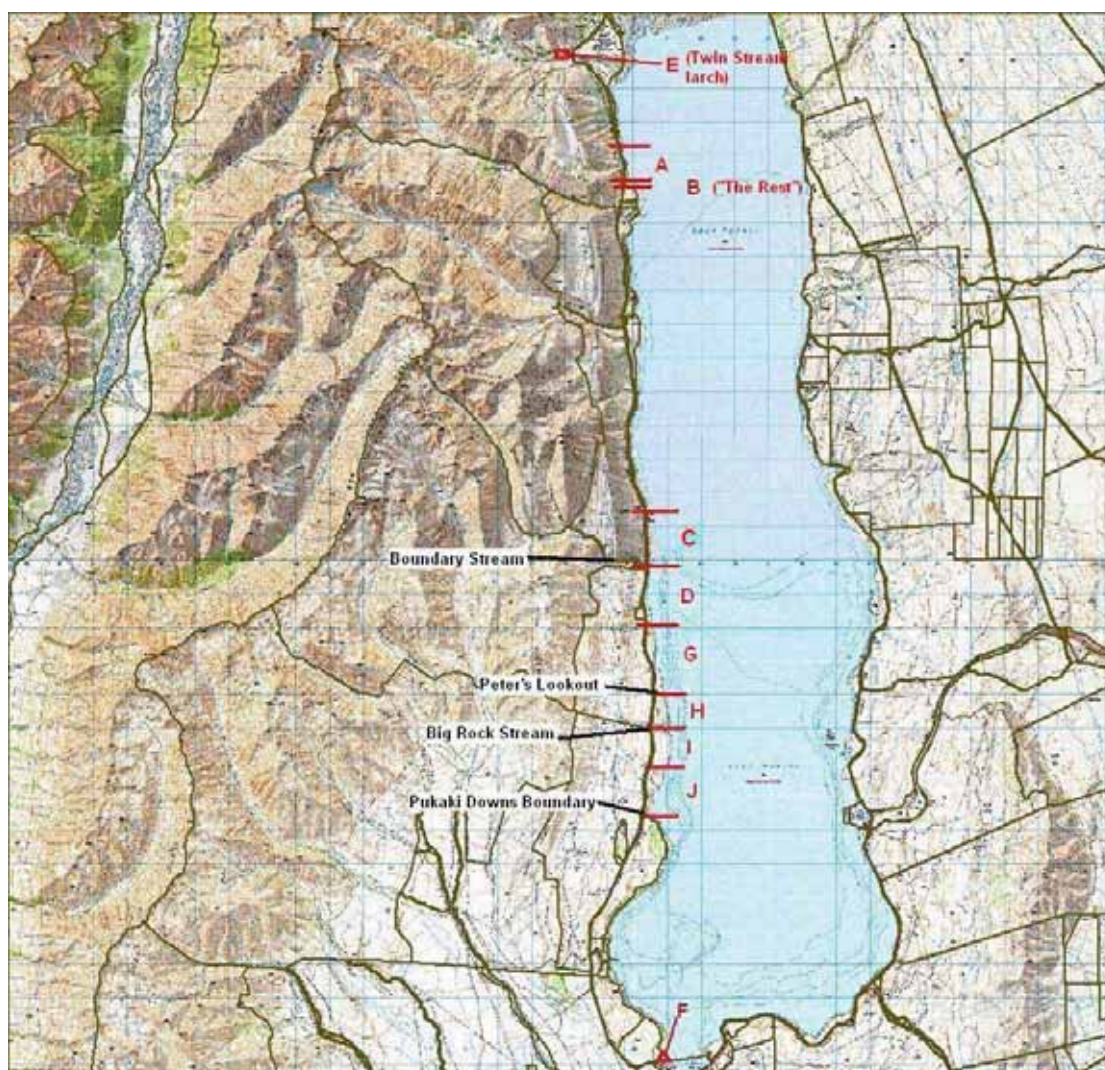 E (Twin Stream
larch)
A
B ("The Rest")
C
Boundary Stream
D
G
Peter's Lookout
H
Big Rock Stream
I
J
Pukaki Downs Boundary
F